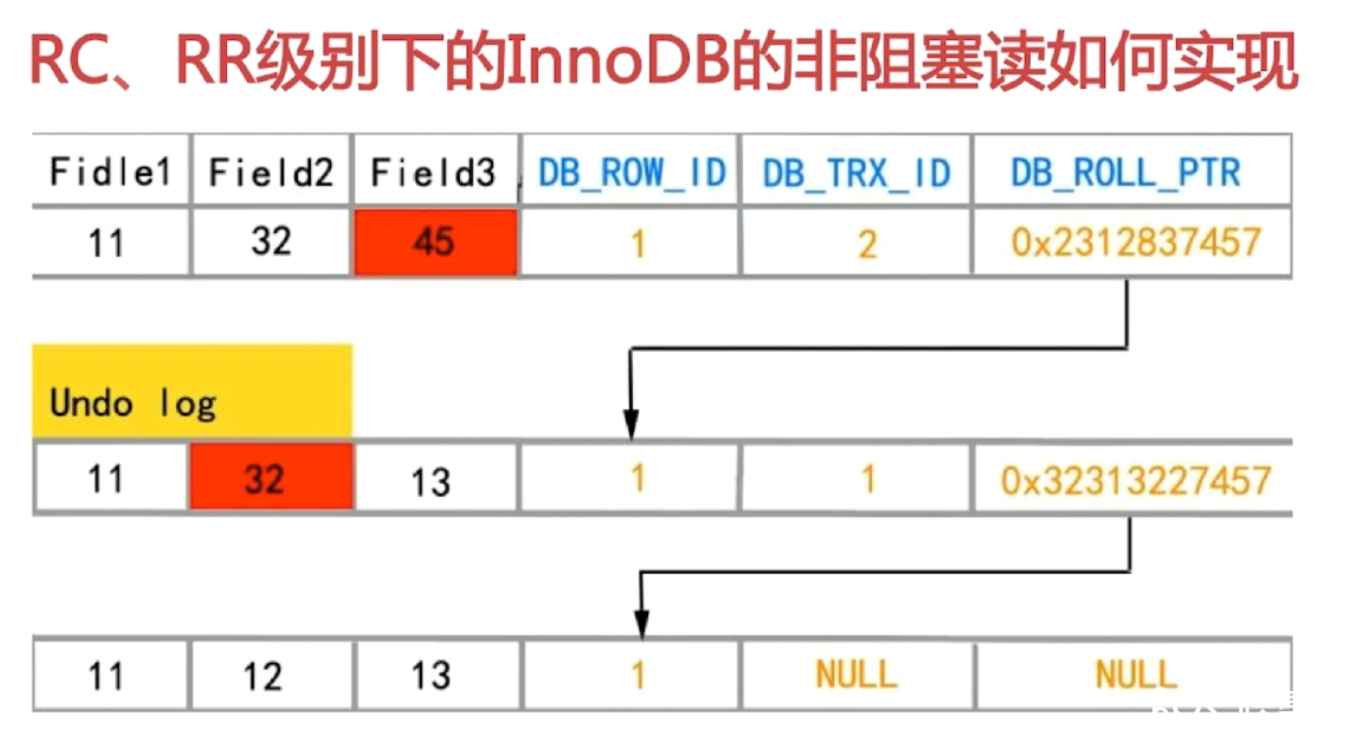 RC、RR级别下的InnoDB的非阻塞读如何实现
Fidle1 Field2 Field3 DB_ROW_ID DB_TRX_ID DB_ROLL_PTR
11 32 45 1 2 0x2312837457
Undo log
11 32 13 1 1 0x32313227457
11 12 13 1 NULL NULL